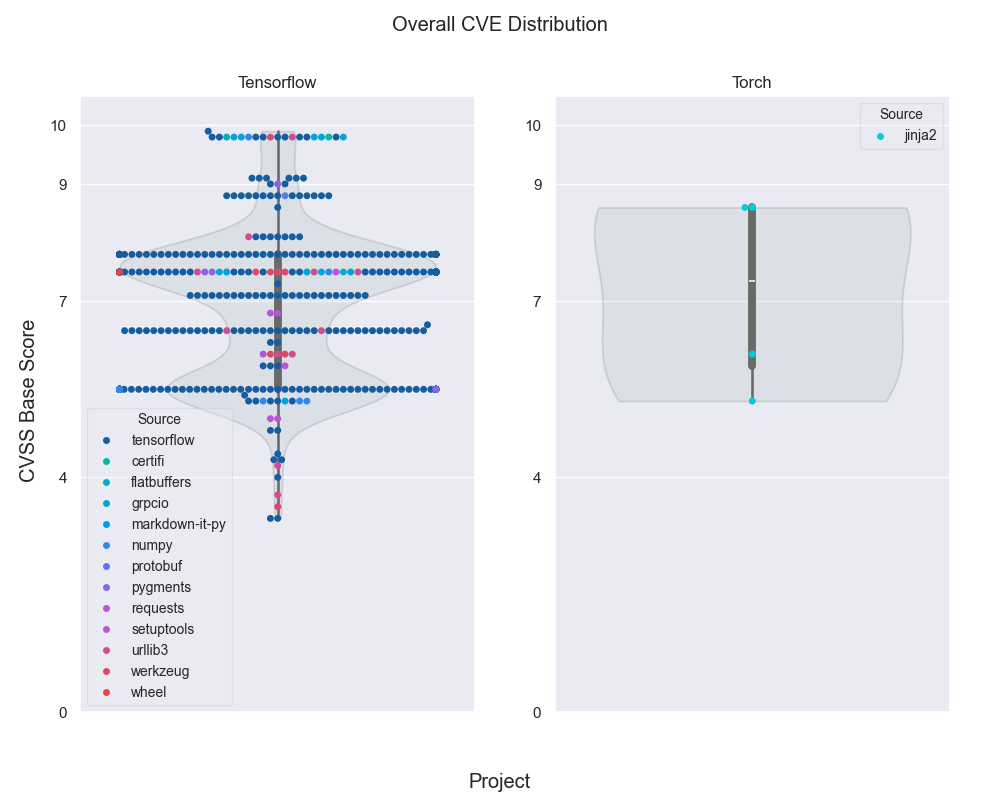 Overall CVE Distribution
Tensorflow
Torch
CVSS Base Score
10
9
7
4
0
Source
tensorflow
certifi
flatbuffers
grpcio
markdown-it-py
numpy
protobuf
pygments
requests
setuptools
urllib3
werkzeug
wheel
10
9
7
4
0
Source
jinja2
Project